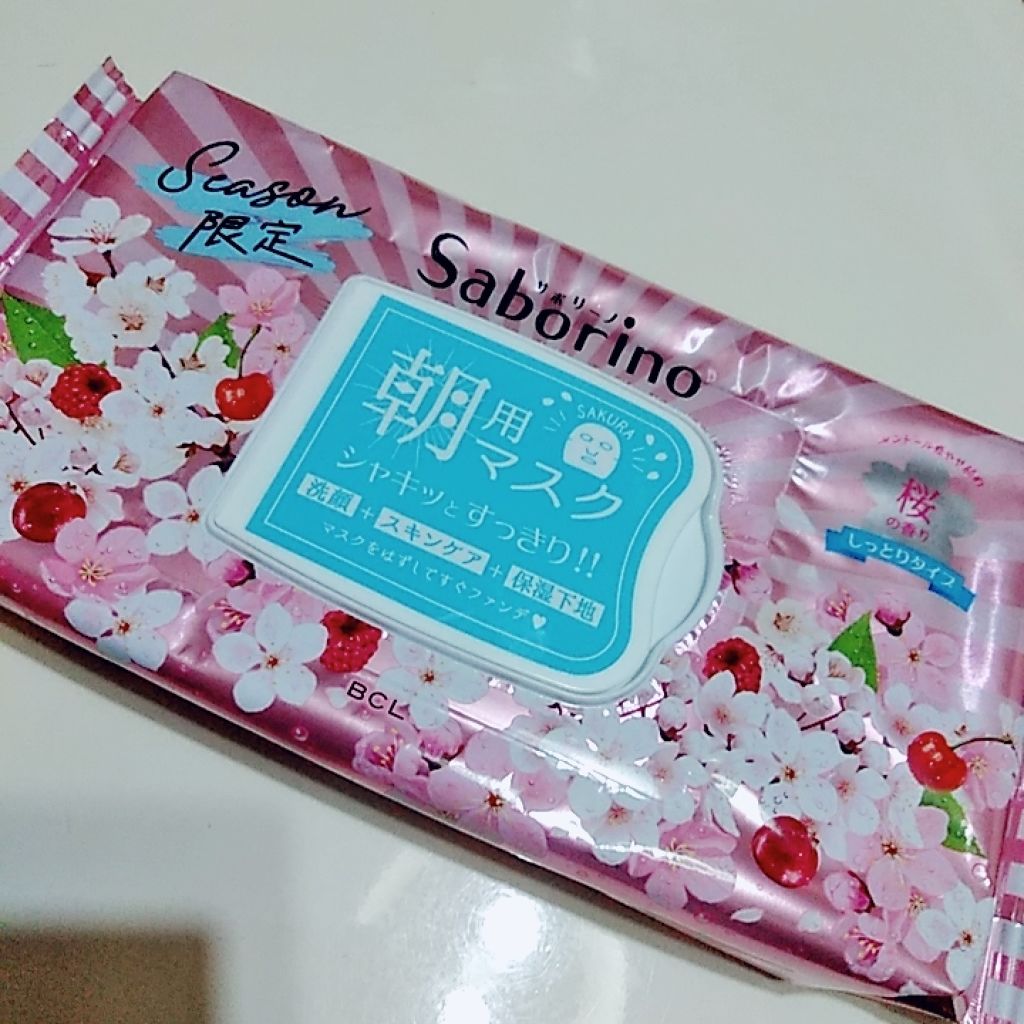 Season
限定
Saborino
サボリーノ
朝用マスク
SAKURA
シャキッとすっきり!!
洗顔+スキンケア+保湿下地
マスクをはずしてすぐファンデ♥
桜
の香り
しっとりタイプ
BCL